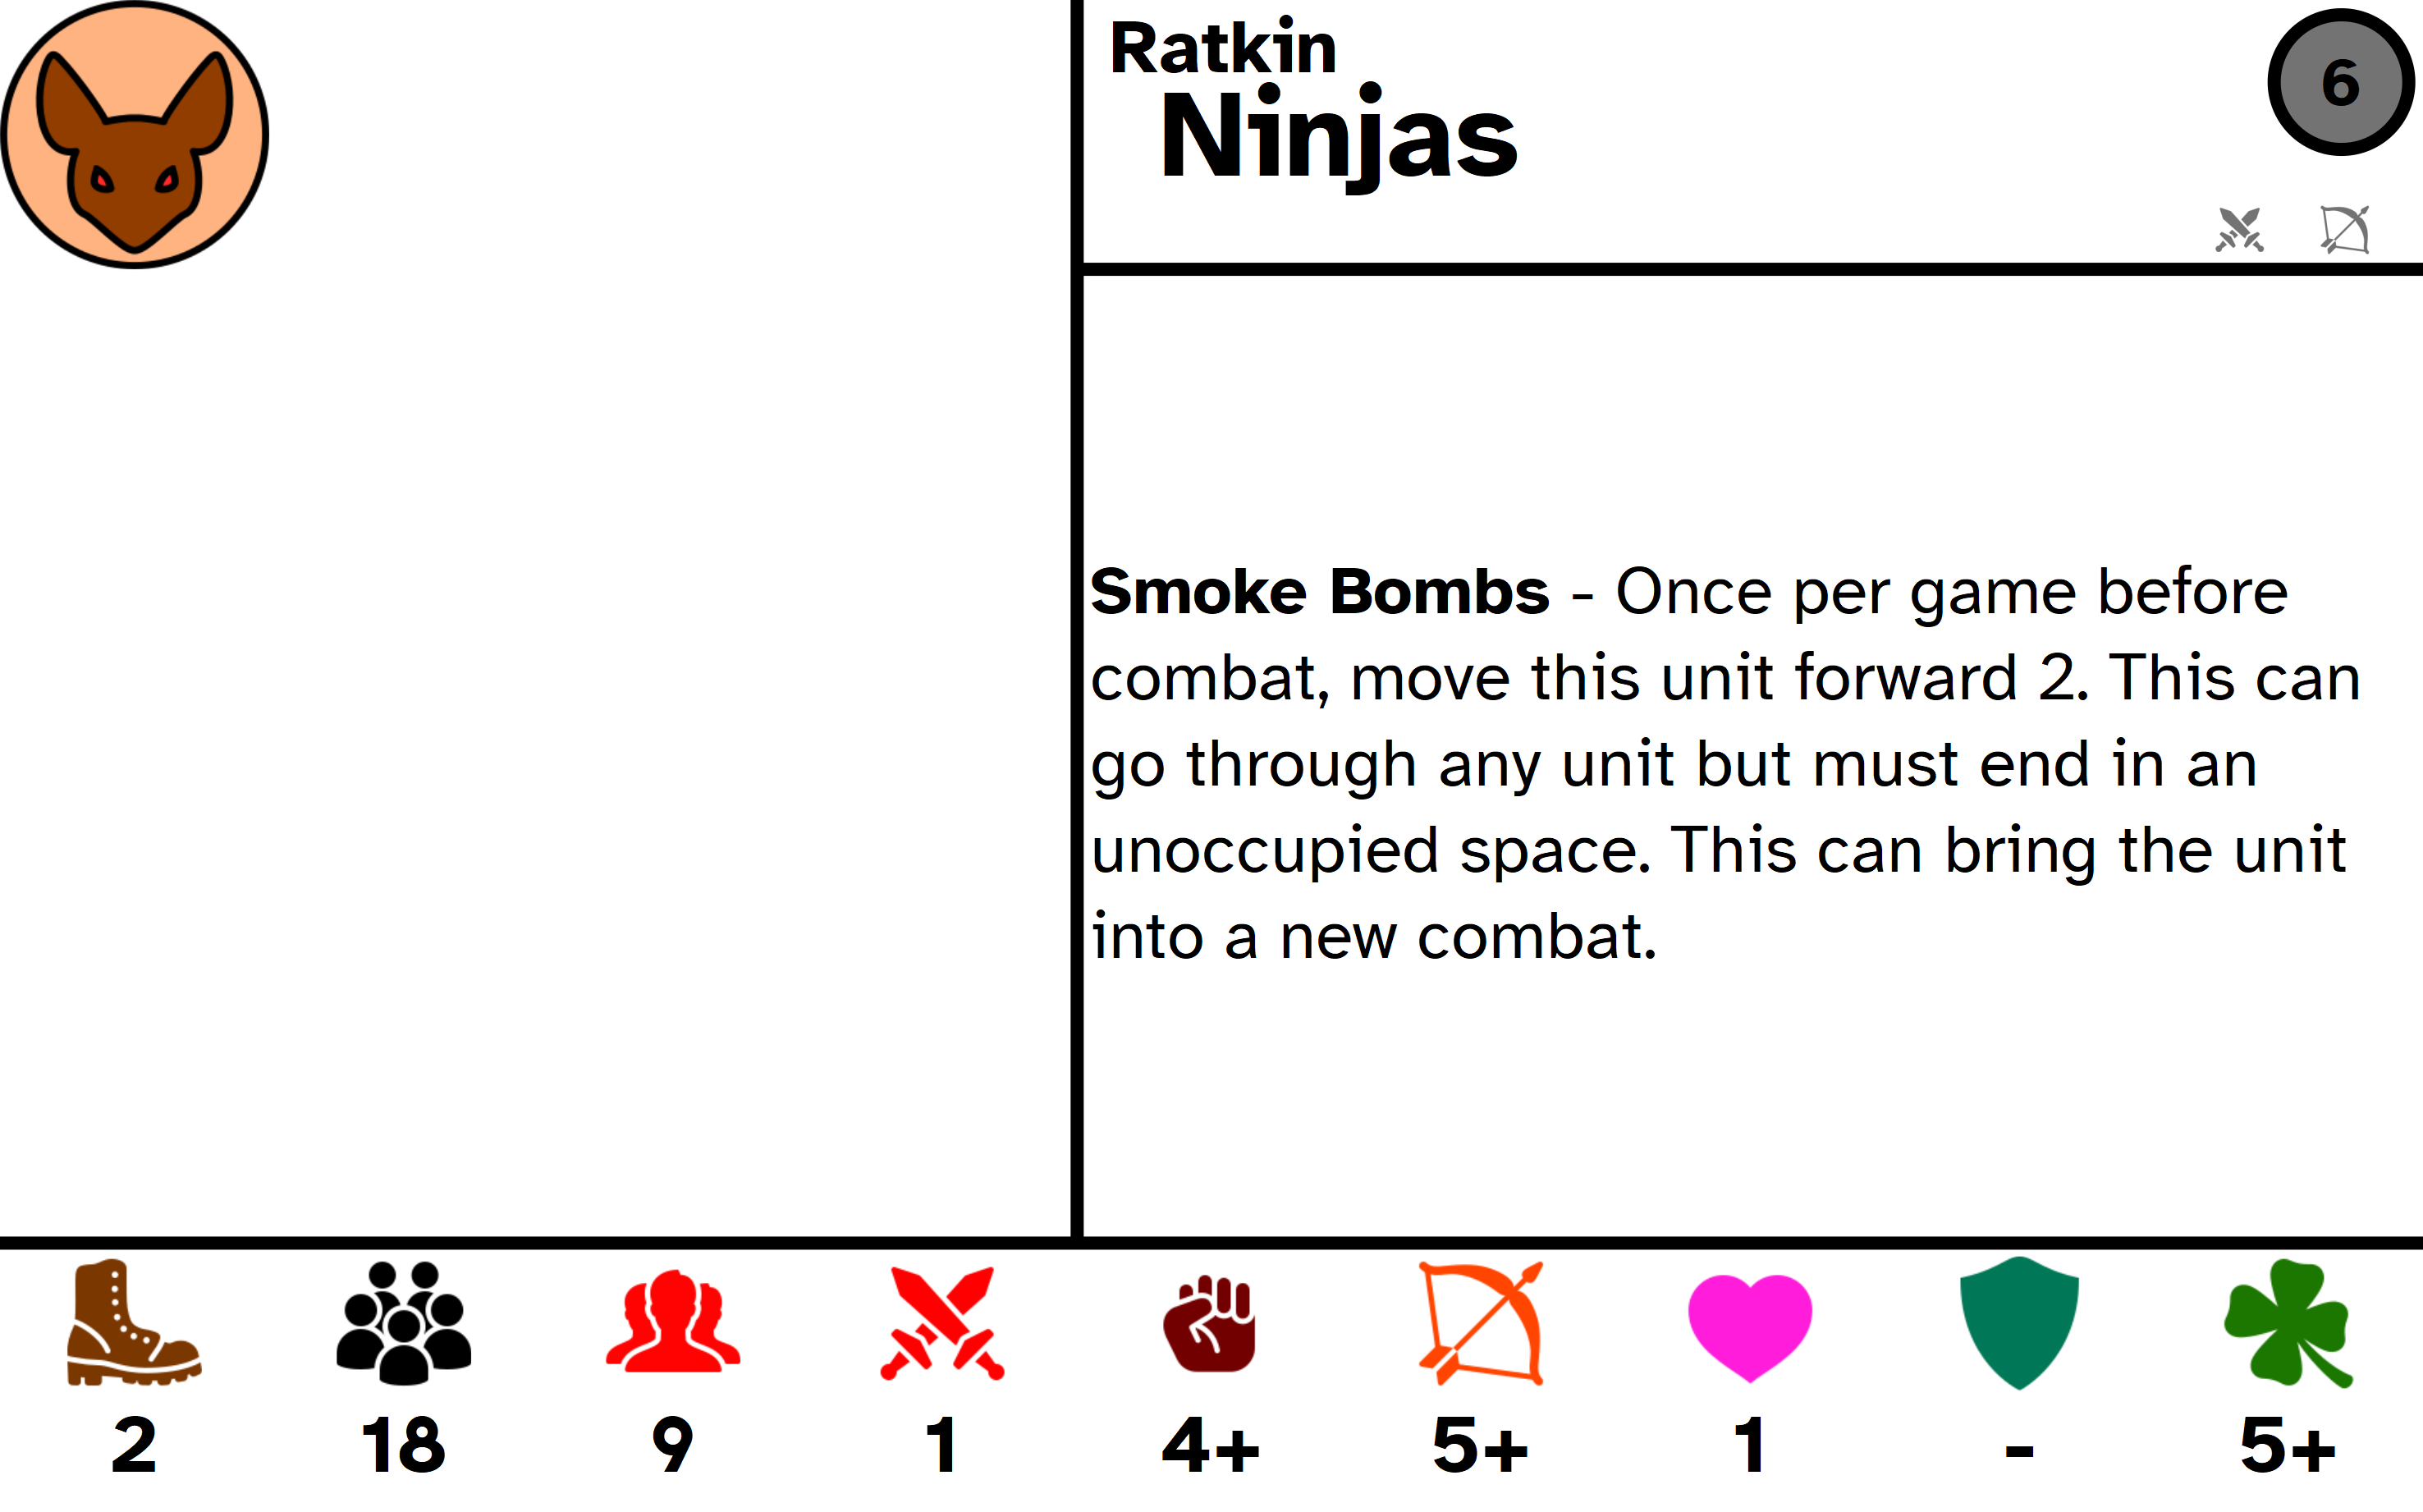 Ratkin
Ninjas
6
Smoke Bombs - Once per game before
combat, move this unit forward 2. This can
go through any unit but must end in an
unoccupied space. This can bring the unit
into a new combat.
2 18 9 1 4+ 5+ 1 - 5+